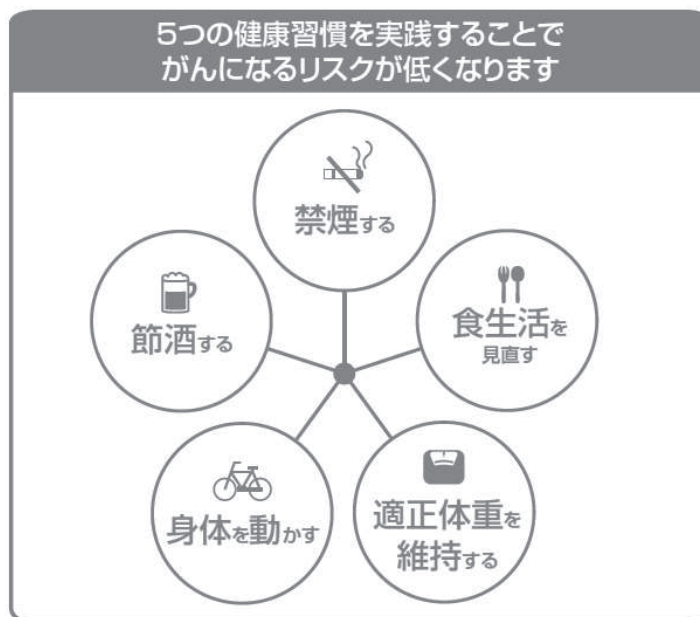 5つの健康習慣を実践することで
がんになるリスクが低くなります
禁煙する
食生活を
見直す
適正体重を
維持する
身体を動かす
節酒する